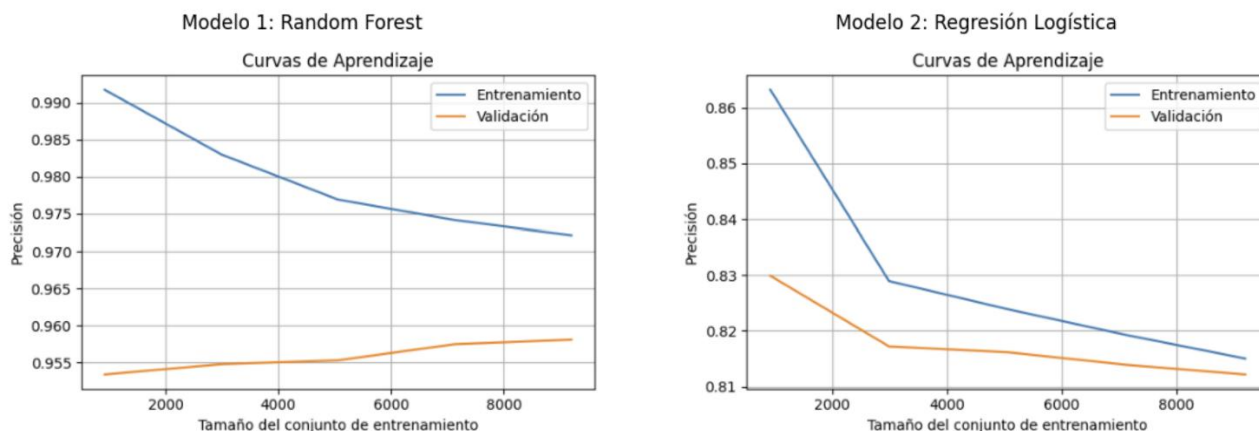 Modelo 1: Random Forest
Curvas de Aprendizaje
Entrenamiento
Validación
0.990
0.985
0.980
0.975
0.970
0.965
0.960
0.955
Precisión
2000 4000 6000 8000
Tamaño del conjunto de entrenamiento
Modelo 2: Regresión Logística
Curvas de Aprendizaje
Entrenamiento
Validación
0.86
0.85
0.84
0.83
0.82
0.81
Precisión
2000 4000 6000 8000
Tamaño del conjunto de entrenamiento